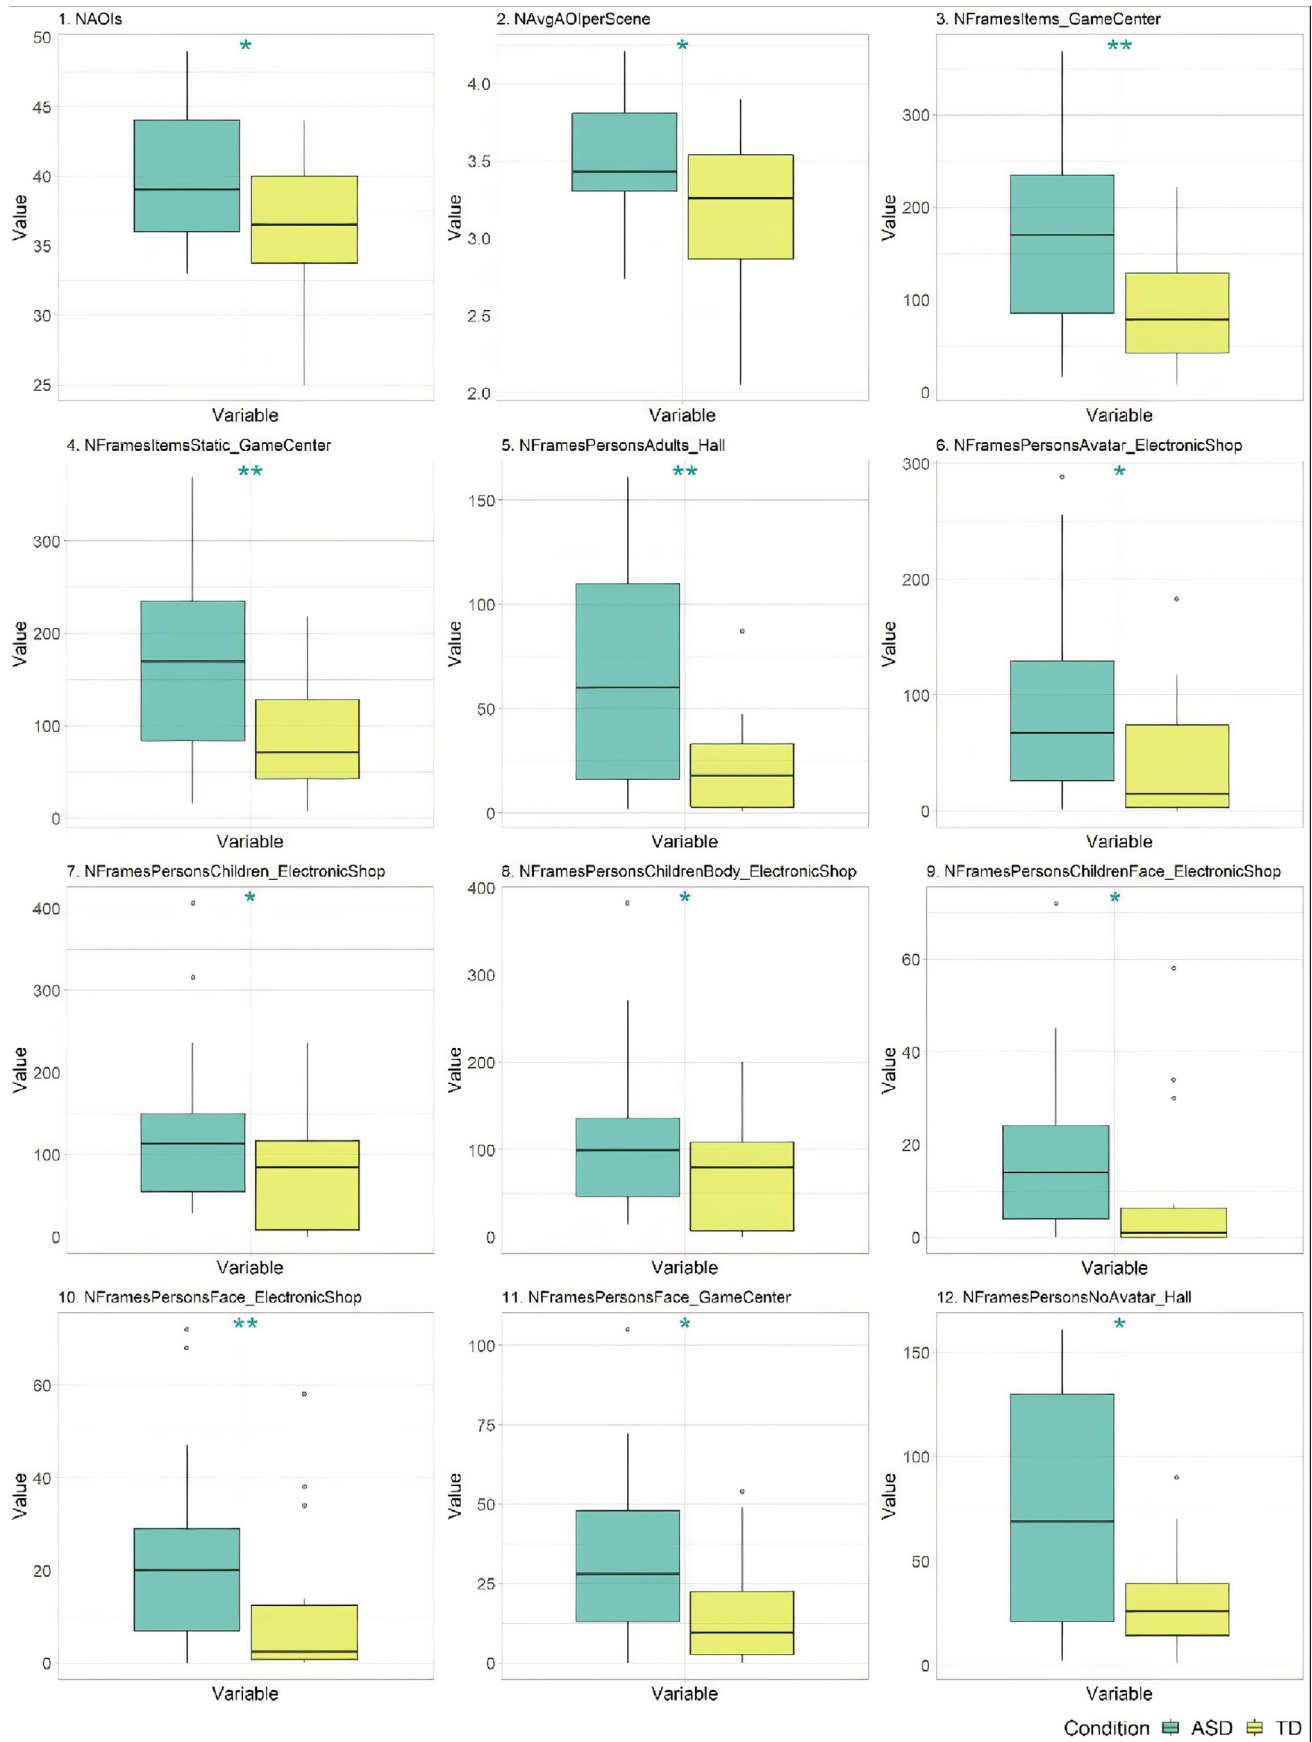 1. NAOIs
*
50
45
40
35
30
25
Value
Variable
2. NAvgAOIperScene
*
4.0
3.5
3.0
2.5
2.0
Value
Variable
3. NFramesItems_GameCenter
**
300
200
100
0
Value
Variable
4. NFramesItemsStatic_GameCenter
**
300
200
100
0
Value
Variable
5. NFramesPersonsAdults_Hall
**
150
100
50
0
Value
Variable
6. NFramesPersonsAvatar_ElectronicShop
*
300
200
100
0
Value
Variable
7. NFramesPersonsChildren_ElectronicShop
*
400
300
200
100
0
Value
Variable
8. NFramesPersonsChildrenBody_ElectronicShop
*
400
300
200
100
0
Value
Variable
9. NFramesPersonsChildrenFace_ElectronicShop
*
60
40
20
0
Value
Variable
10. NFramesPersonsFace_ElectronicShop
**
60
40
20
0
Value
Variable
11. NFramesPersonsFace_GameCenter
*
100
75
50
25
0
Value
Variable
12. NFramesPersonsNoAvatar_Hall
*
150
100
50
0
Value
Variable
Condition ASD TD